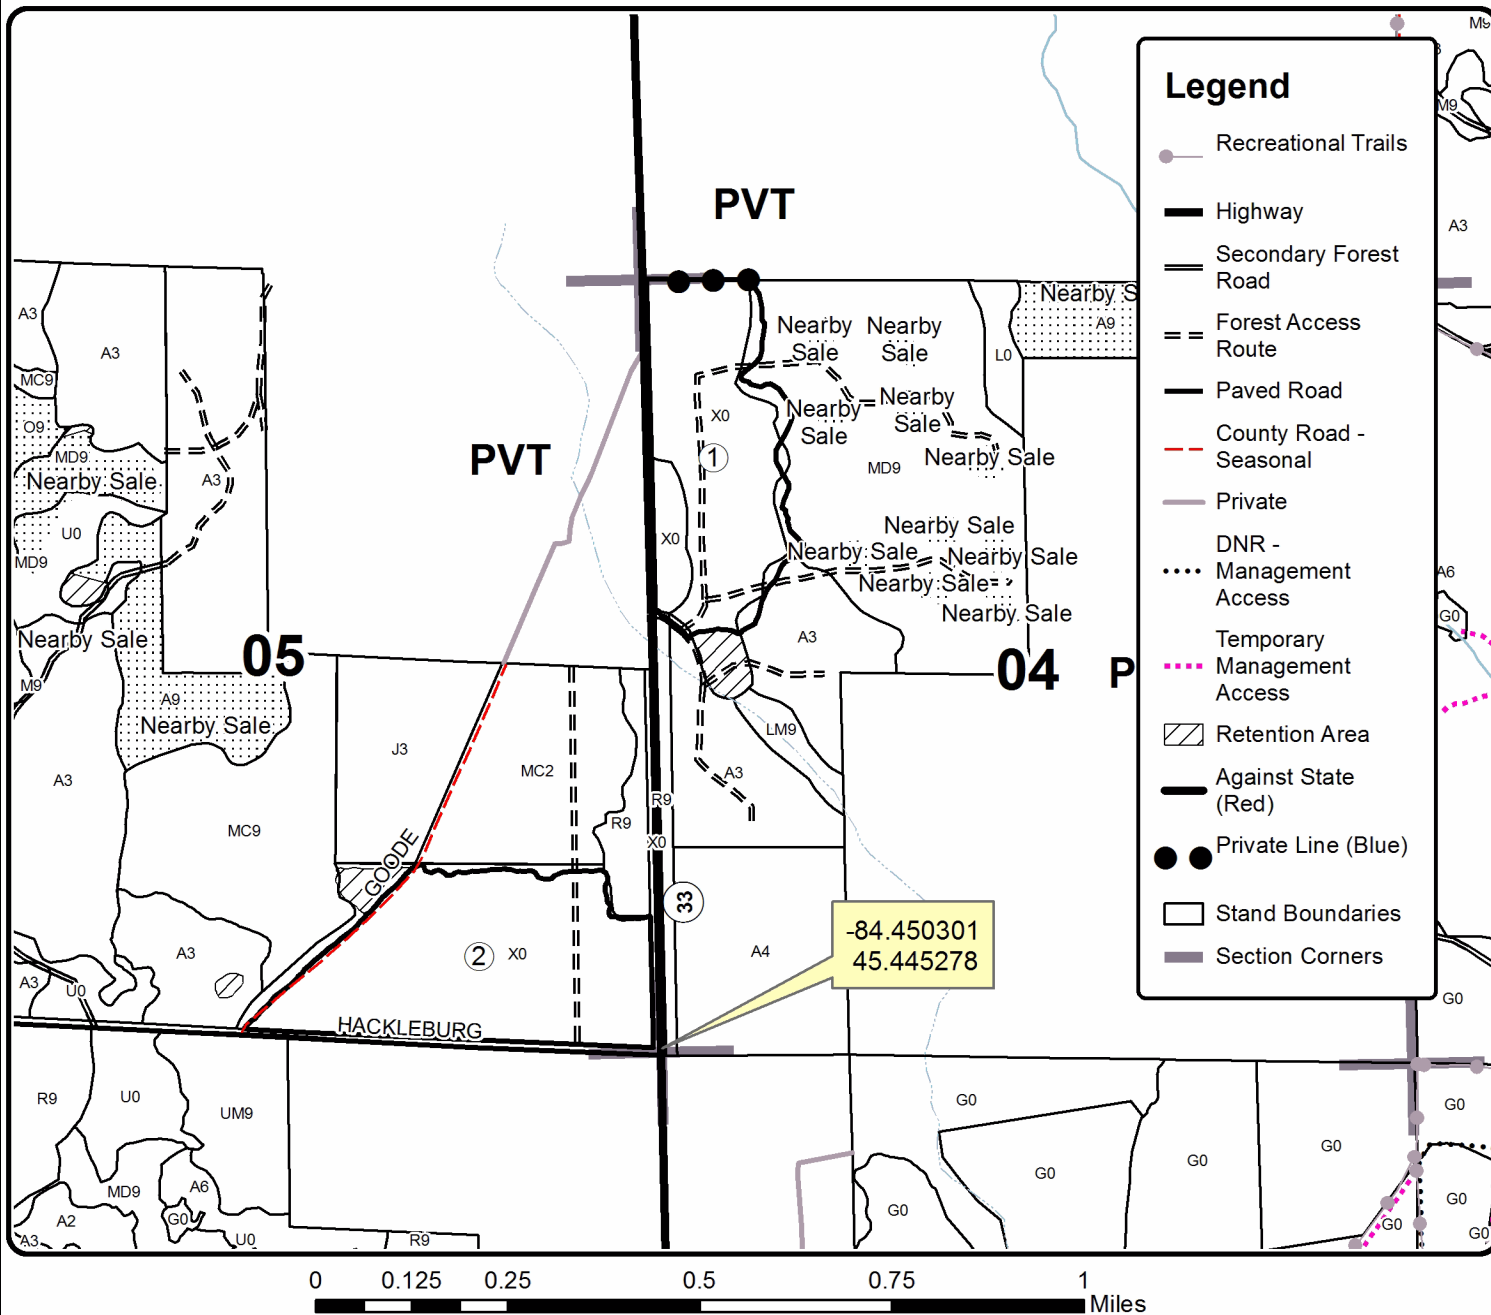 M9
PVT
Legend
Recreational Trails
Highway
Secondary Forest
Road
Forest Access
Route
Paved Road
County Road -
Seasonal
Private
DNR -
Management
Access
Temporary
Management
Access
Retention Area
Against State
(Red)
Private Line (Blue)
Stand Boundaries
Section Corners
M9
A3
A6
G0
G0
A3
A3
MC9
O9
MD9
Nearby Sale
A3
U0
MD9
Nearby Sale
05
M9
A9
Nearby Sale
A3
MC9
PVT
Nearby
Sale
Nearby
Sale
Nearby S
A9
L0
X0
Nearby
Sale
Nearby
Sale
1
MD9
Nearby Sale
X0
Nearby Sale
Nearby Sale
Nearby Sale
Nearby Sale
Nearby Sale
A3
04
P
LM9
A3
J3
MC2
R9
R9
X0
GOODE
33
2
X0
A4
-84.450301
45.445278
A3
A3
U0
HACKLEBURG
R9
U0
UM9
MD9
A6
A2
G0
A3
U0
R9
G0
G0
G0
G0
G0
G0
G0
G0
G0
0
0.125
0.25
0.5
0.75
1
Miles